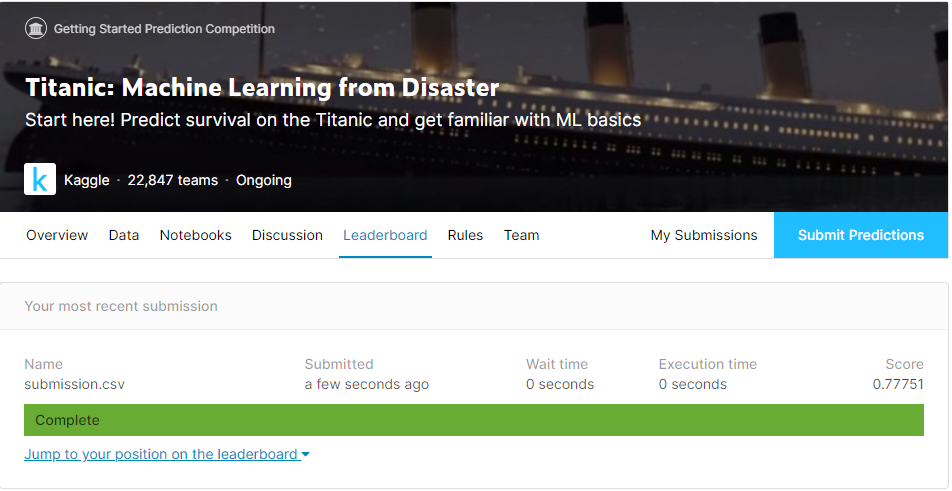 Getting Started Prediction Competition
Titanic: Machine Learning from Disaster
Start here! Predict survival on the Titanic and get familiar with ML basics
k Kaggle · 22,847 teams · Ongoing
Overview Data Notebooks Discussion Leaderboard Rules Team My Submissions Submit Predictions
Your most recent submission
Name Submitted Wait time Execution time Score
submission.csv a few seconds ago 0 seconds 0 seconds 0.77751
Complete
Jump to your position on the leaderboard